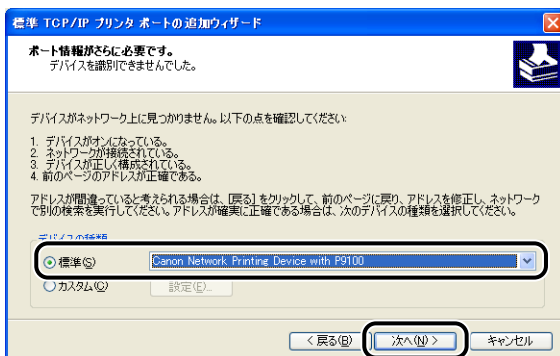 標準 TCP/IP プリンタ ポートの追加ウィザード
ポート情報がさらに必要です。
デバイスを識別できませんでした。
デバイスがネットワーク上に見つかりません。以下の点を確認してください:
1. デバイスがオンになっている。
2. ネットワークが接続されている。
3. デバイスが正しく構成されている。
4. 前のページのアドレスが正確である。
アドレスが間違っていると考えられる場合は、[戻る] をクリックして、前のページに戻り、アドレスを修正し、ネットワーク
で別の検索を実行してください。アドレスが確実に正確である場合は、次のデバイスの種類を選択してください。
デバイスの種類
標準(S) Canon Network Printing Device with P9100
カスタム(C) 設定(E)...
< 戻る(B) 次へ(N) > キャンセル